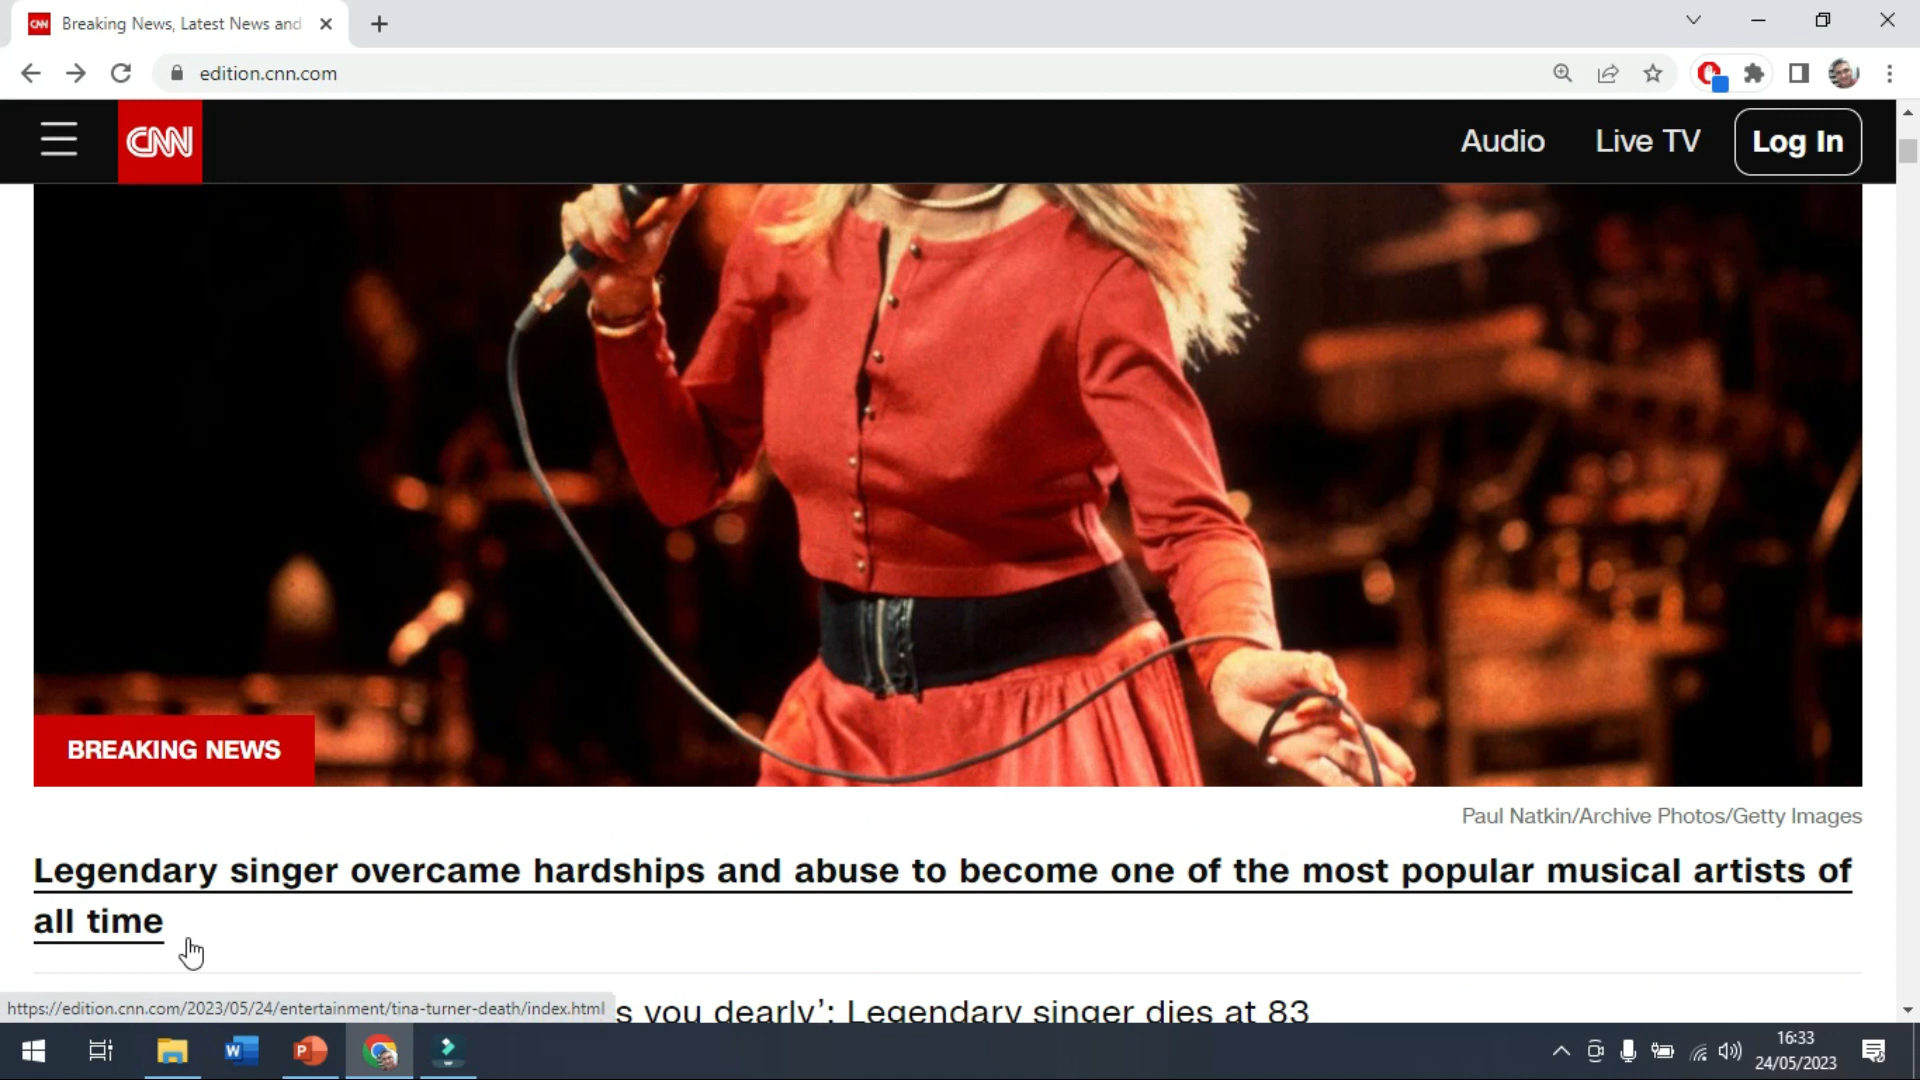 Breaking News, Latest News and
edition.cnn.com
CNN
Audio
Live TV
Log In
BREAKING NEWS
Paul Natkin/Archive Photos/Getty Images
Legendary singer overcame hardships and abuse to become one of the most popular musical artists of
all time
https://edition.cnn.com/2023/05/24/entertainment/tina-turner-death/index.html
s you dearly’: Legendary singer dies at 83
16:33
24/05/2023